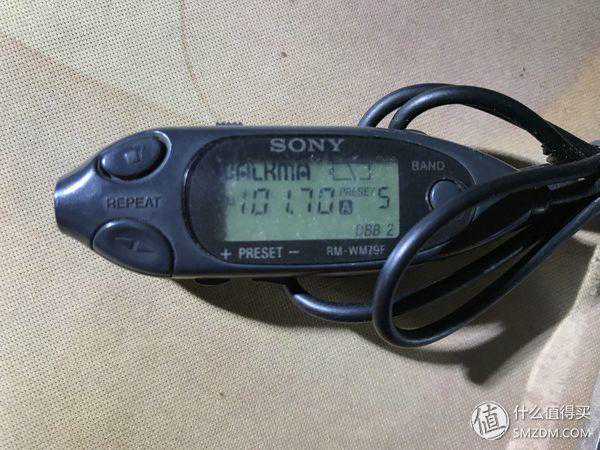 SONY
WALKMA
BAND
101.70 A PRESET 5
REPEAT
DBB 2
+ PRESET -
RM-WM79F
值 什么值得买
SMZDM.COM